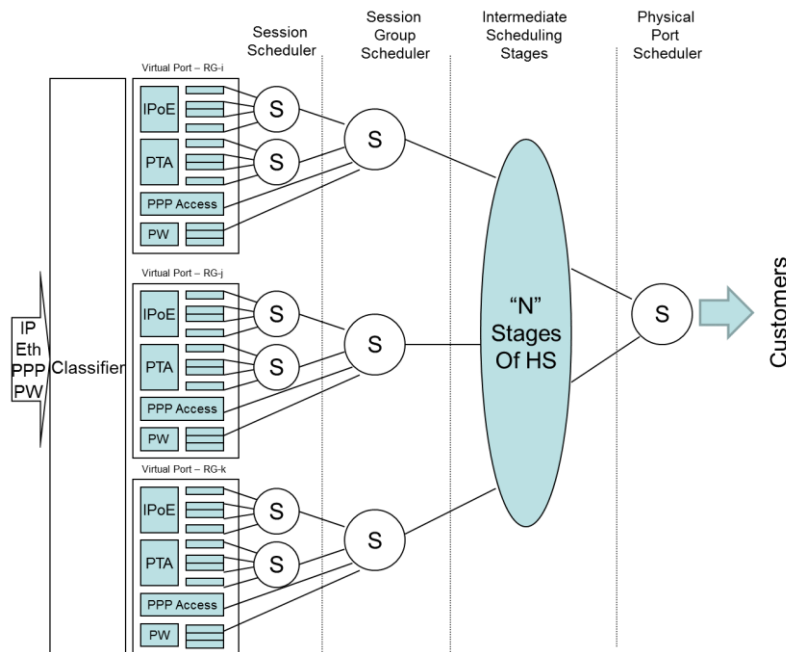 Session
Scheduler
Session
Group
Scheduler
Intermediate
Scheduling
Stages
Physical
Port
Scheduler
Virtual Port – RG-i
IPoE
S
PTA
S
PPP Access
PW
S
Virtual Port – RG-j
IPoE
S
PTA
S
PPP Access
PW
S
Virtual Port – RG-k
IPoE
S
PTA
S
PPP Access
PW
S
IP
Eth
PPP
PW
Classifier
“N”
Stages
Of HS
S
Customers